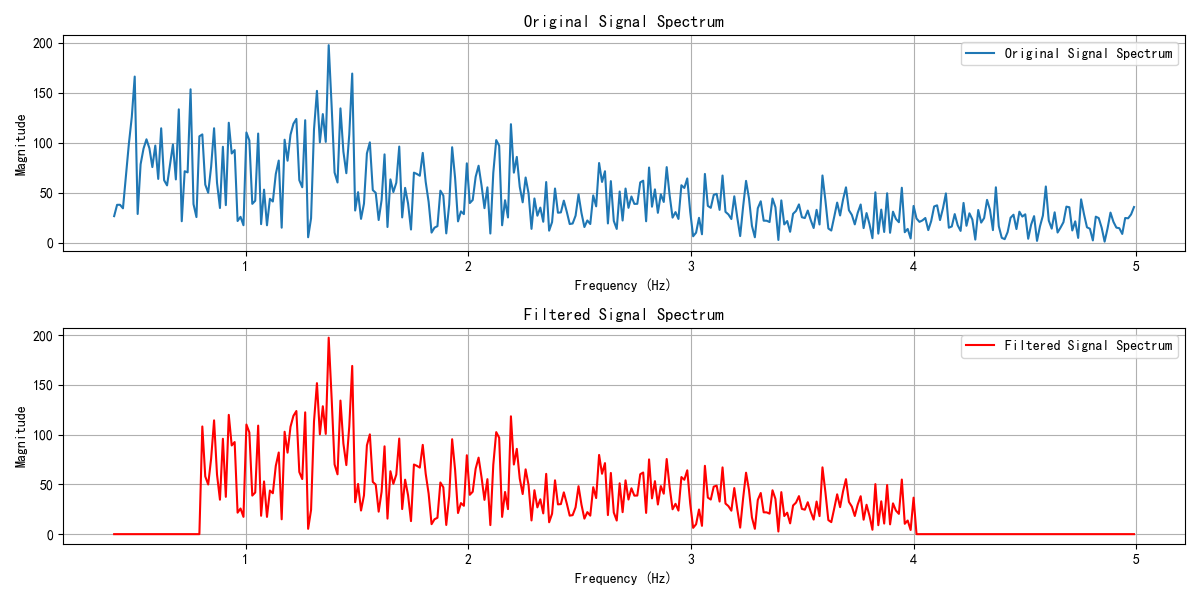 Original Signal Spectrum
200
150
100
50
0
Magnitude
Original Signal Spectrum
1 2 3 4 5
Frequency (Hz)
Filtered Signal Spectrum
200
150
100
50
0
Magnitude
Filtered Signal Spectrum
1 2 3 4 5
Frequency (Hz)